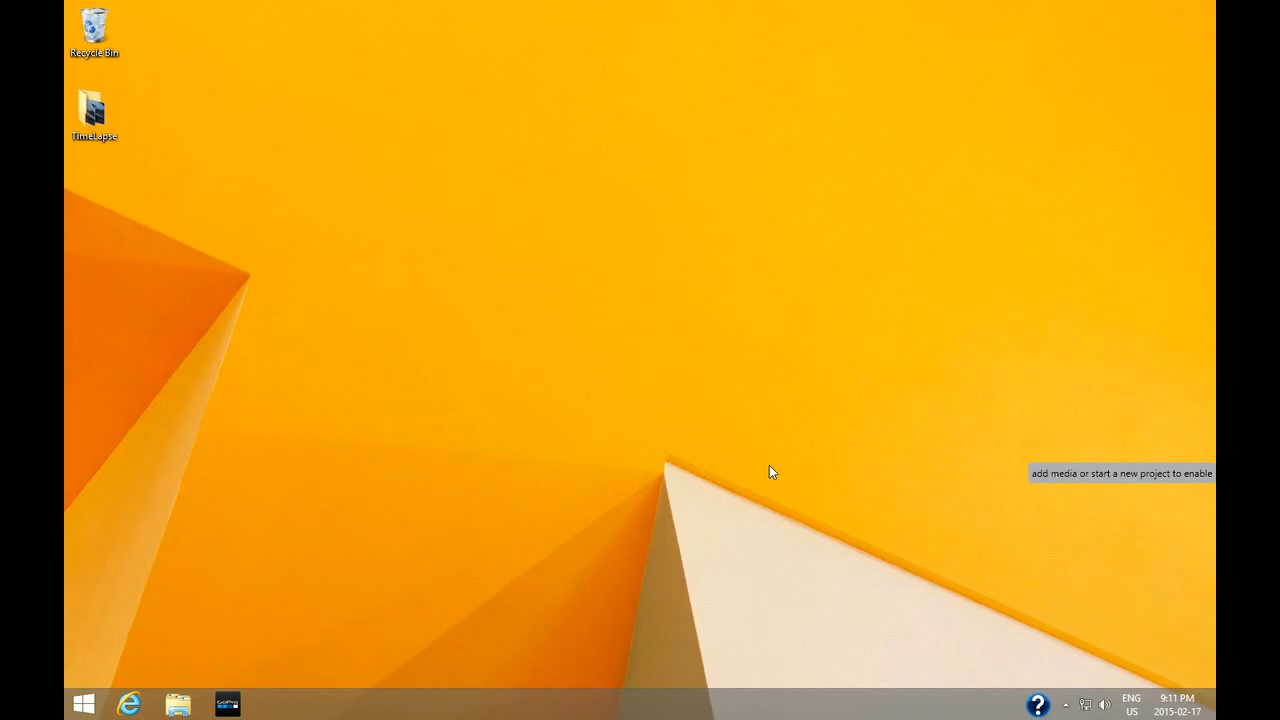 Recycle Bin
TimeLapse
add media or start a new project to enable
GoPro
?
ENG
US
9:11 PM
2015-02-17